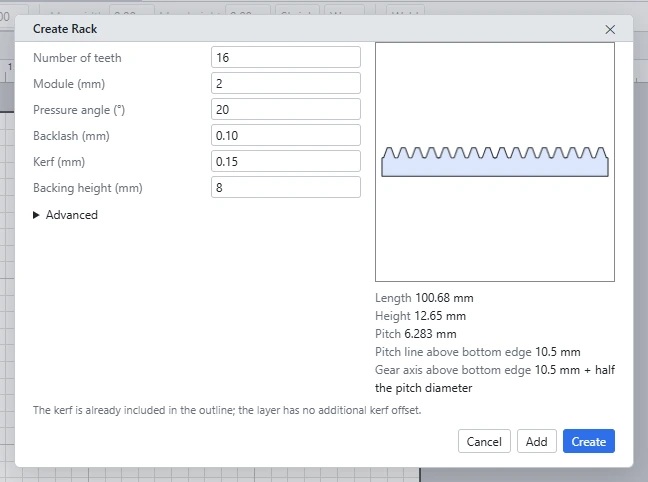 Create Rack
Number of teeth 16
Module (mm) 2
Pressure angle (°) 20
Backlash (mm) 0.10
Kerf (mm) 0.15
Backing height (mm) 8
Advanced
Length 100.68 mm
Height 12.65 mm
Pitch 6.283 mm
Pitch line above bottom edge 10.5 mm
Gear axis above bottom edge 10.5 mm + half
the pitch diameter
The kerf is already included in the outline; the layer has no additional kerf offset.
Cancel Add Create